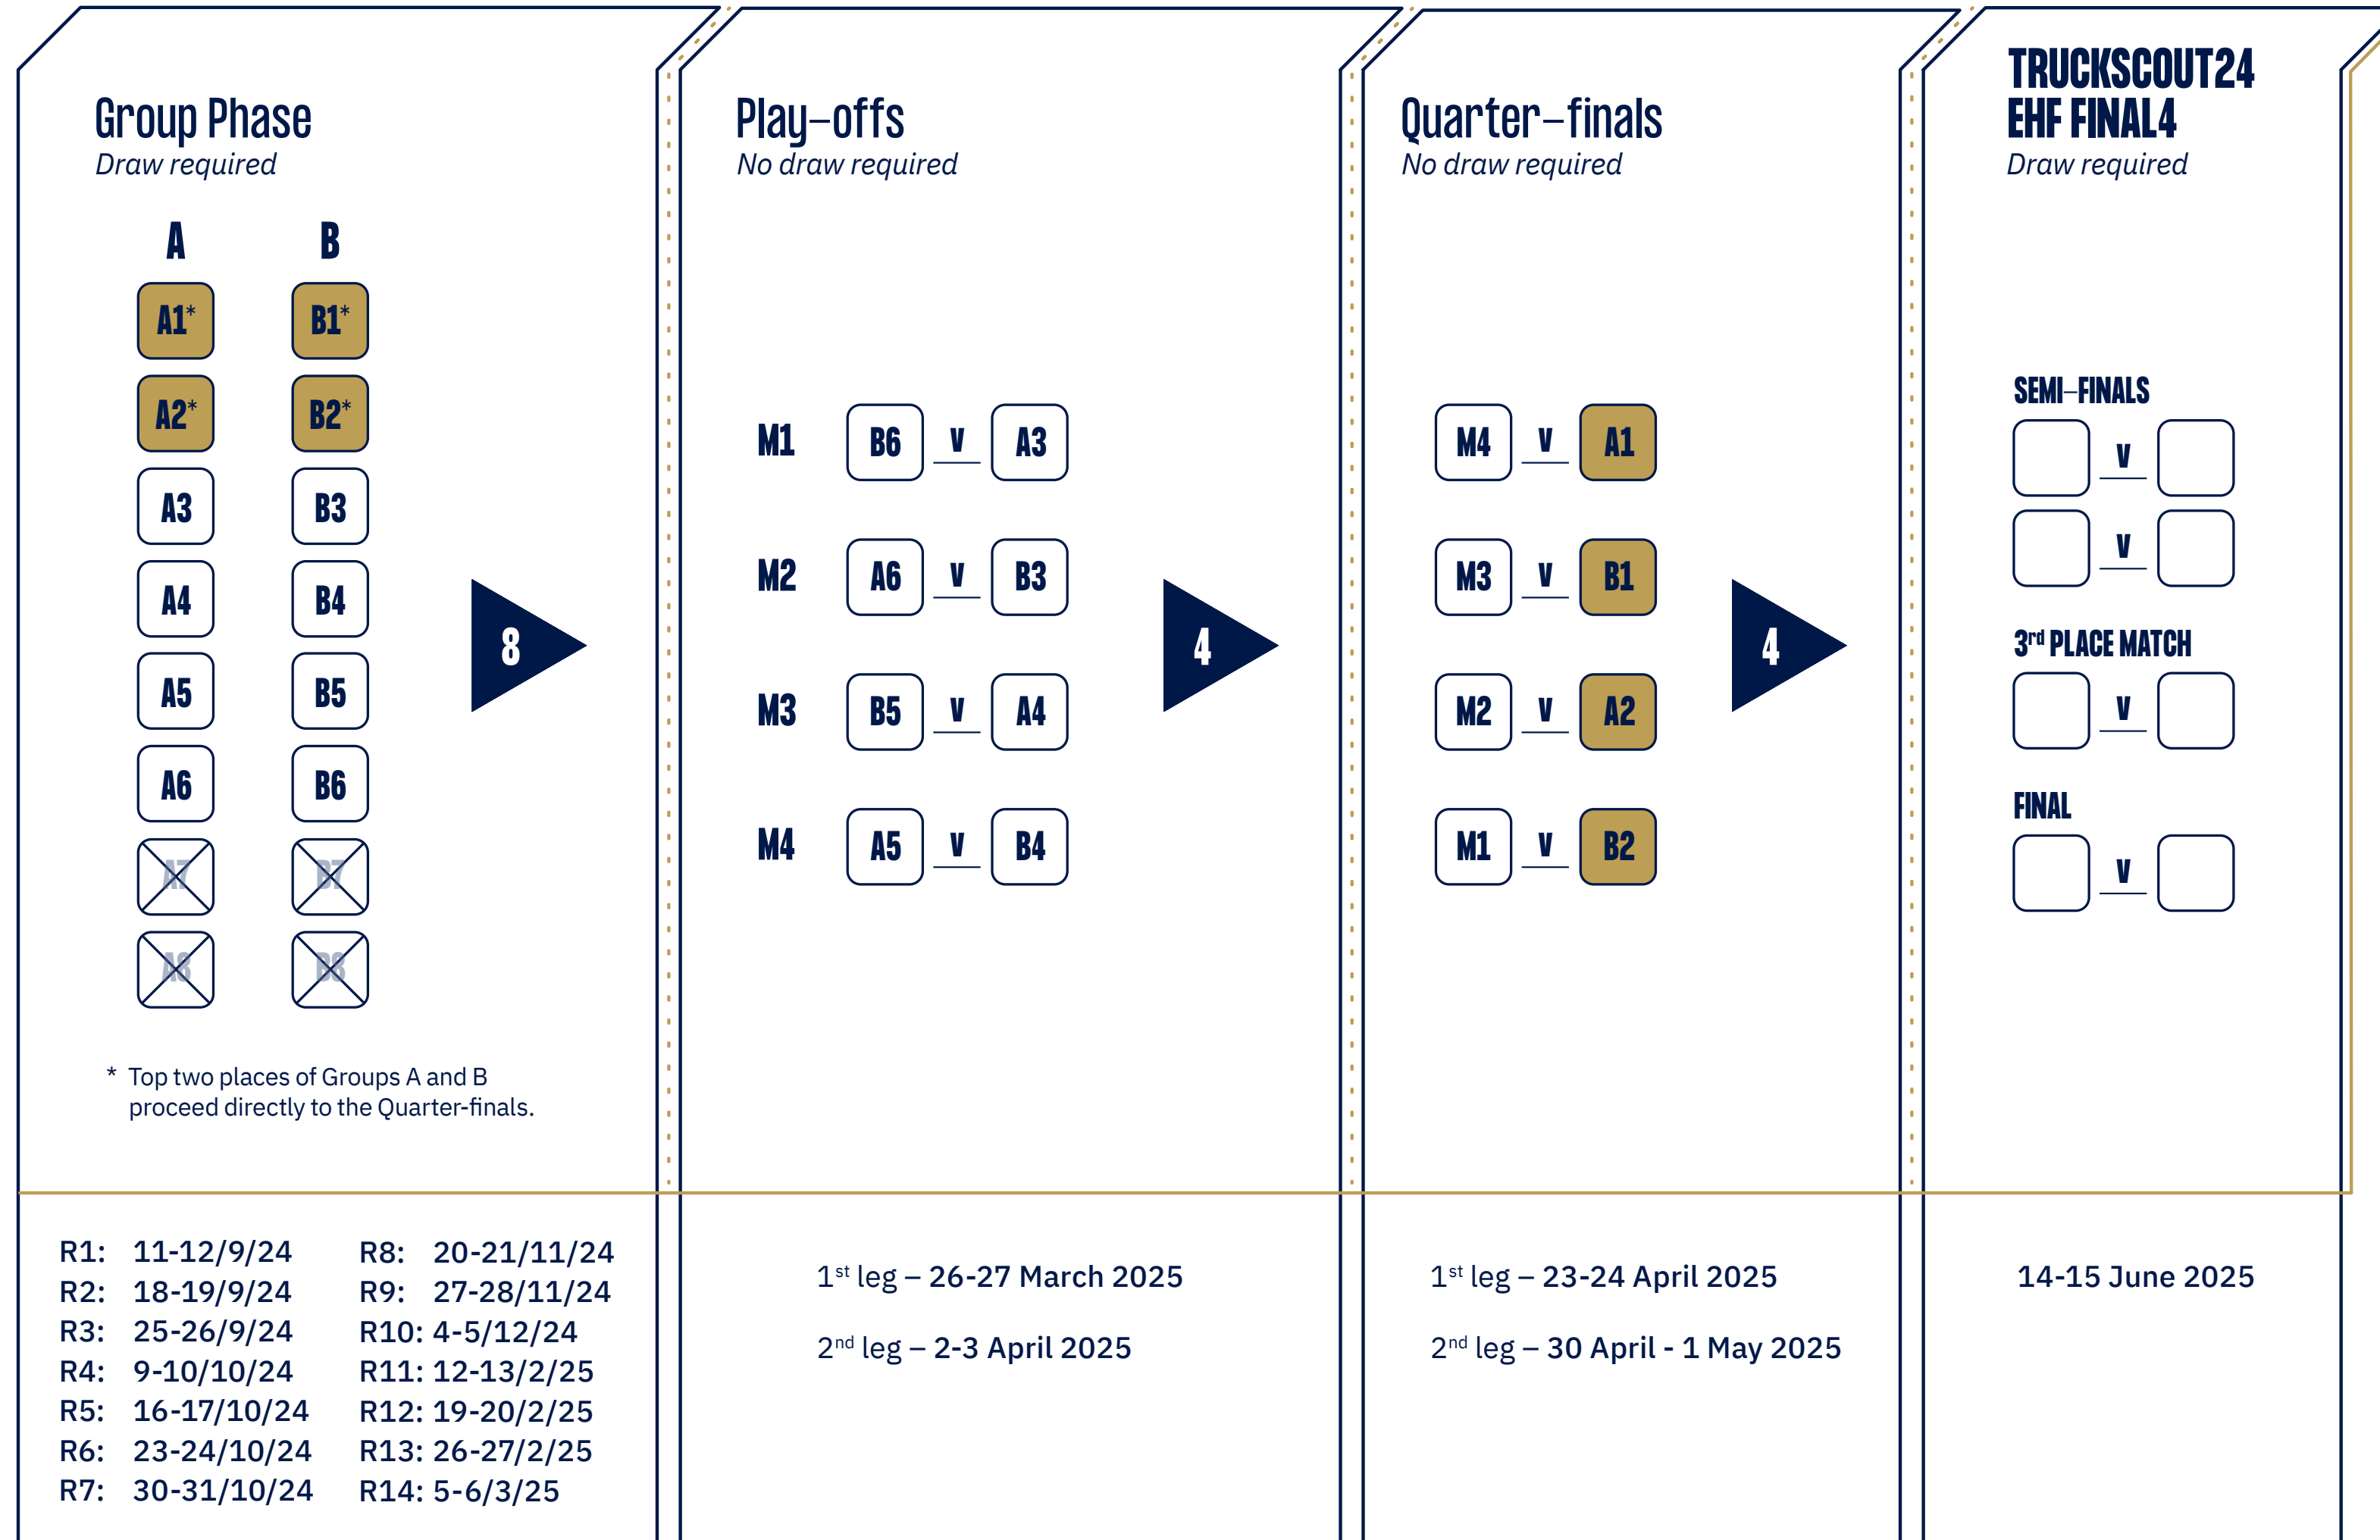 Group Phase
Draw required
A B
A1* B1*
A2* B2*
A3 B3
A4 B4
A5 B5
A6 B6
A7 B7
A8 B8
8
* Top two places of Groups A and B
proceed directly to the Quarter-finals.
R1: 11-12/9/24
R2: 18-19/9/24
R3: 25-26/9/24
R4: 9-10/10/24
R5: 16-17/10/24
R6: 23-24/10/24
R7: 30-31/10/24
R8: 20-21/11/24
R9: 27-28/11/24
R10: 4-5/12/24
R11: 12-13/2/25
R12: 19-20/2/25
R13: 26-27/2/25
R14: 5-6/3/25
Play-offs
No draw required
M1 B6 V A3
M2 A6 V B3
M3 B5 V A4
M4 A5 V B4
4
1st leg – 26-27 March 2025
2nd leg – 2-3 April 2025
Quarter-finals
No draw required
M4 V A1
M3 V B1
M2 V A2
M1 V B2
4
1st leg – 23-24 April 2025
2nd leg – 30 April - 1 May 2025
TRUCKSCOUT24
EHF FINAL4
Draw required
SEMI-FINALS
V
V
3rd PLACE MATCH
V
FINAL
V
14-15 June 2025